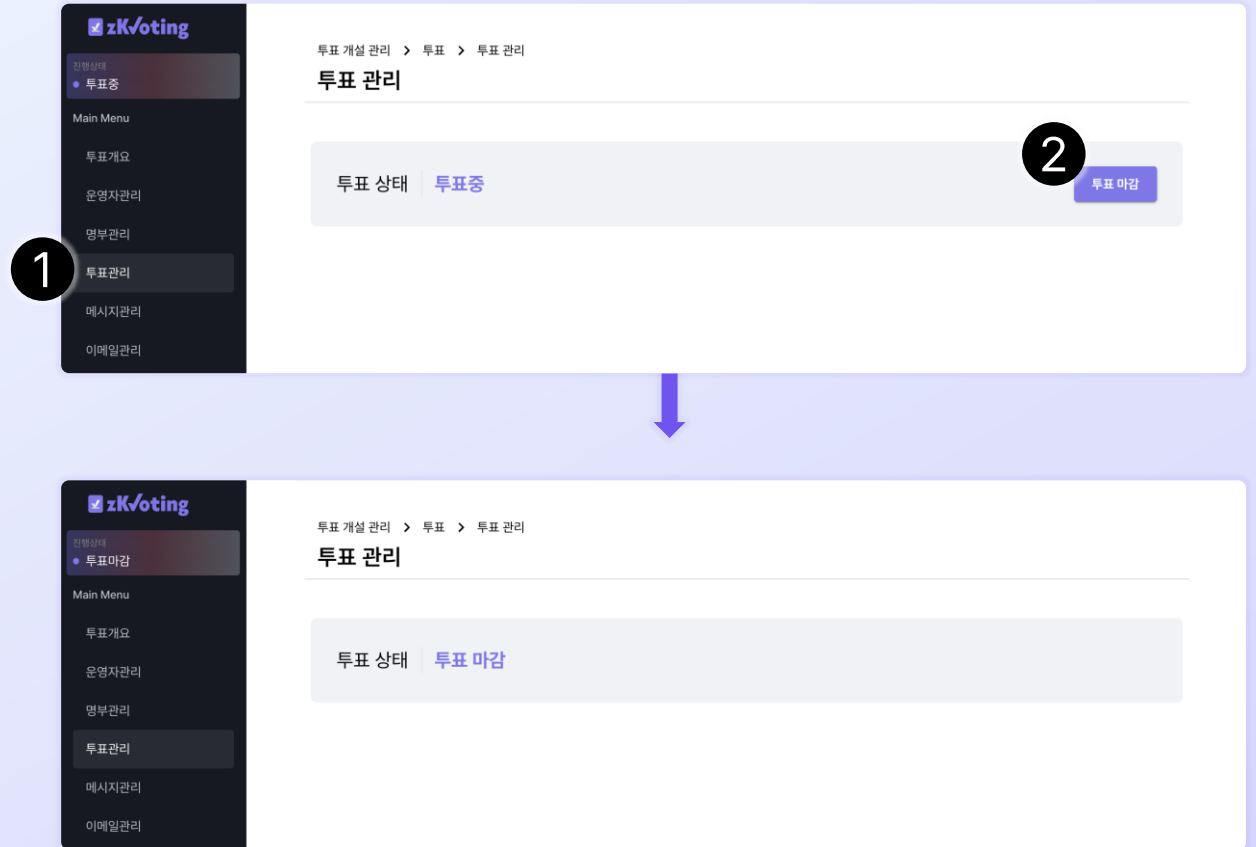 zKVoting
진행상태
투표중
Main Menu
투표개요
운영자관리
명부관리
1
투표관리
메시지관리
이메일관리
투표 개설 관리 > 투표 > 투표 관리
투표 관리
투표 상태 투표중
2
투표 마감
zKVoting
진행상태
투표마감
Main Menu
투표개요
운영자관리
명부관리
투표관리
메시지관리
이메일관리
투표 개설 관리 > 투표 > 투표 관리
투표 관리
투표 상태 투표 마감